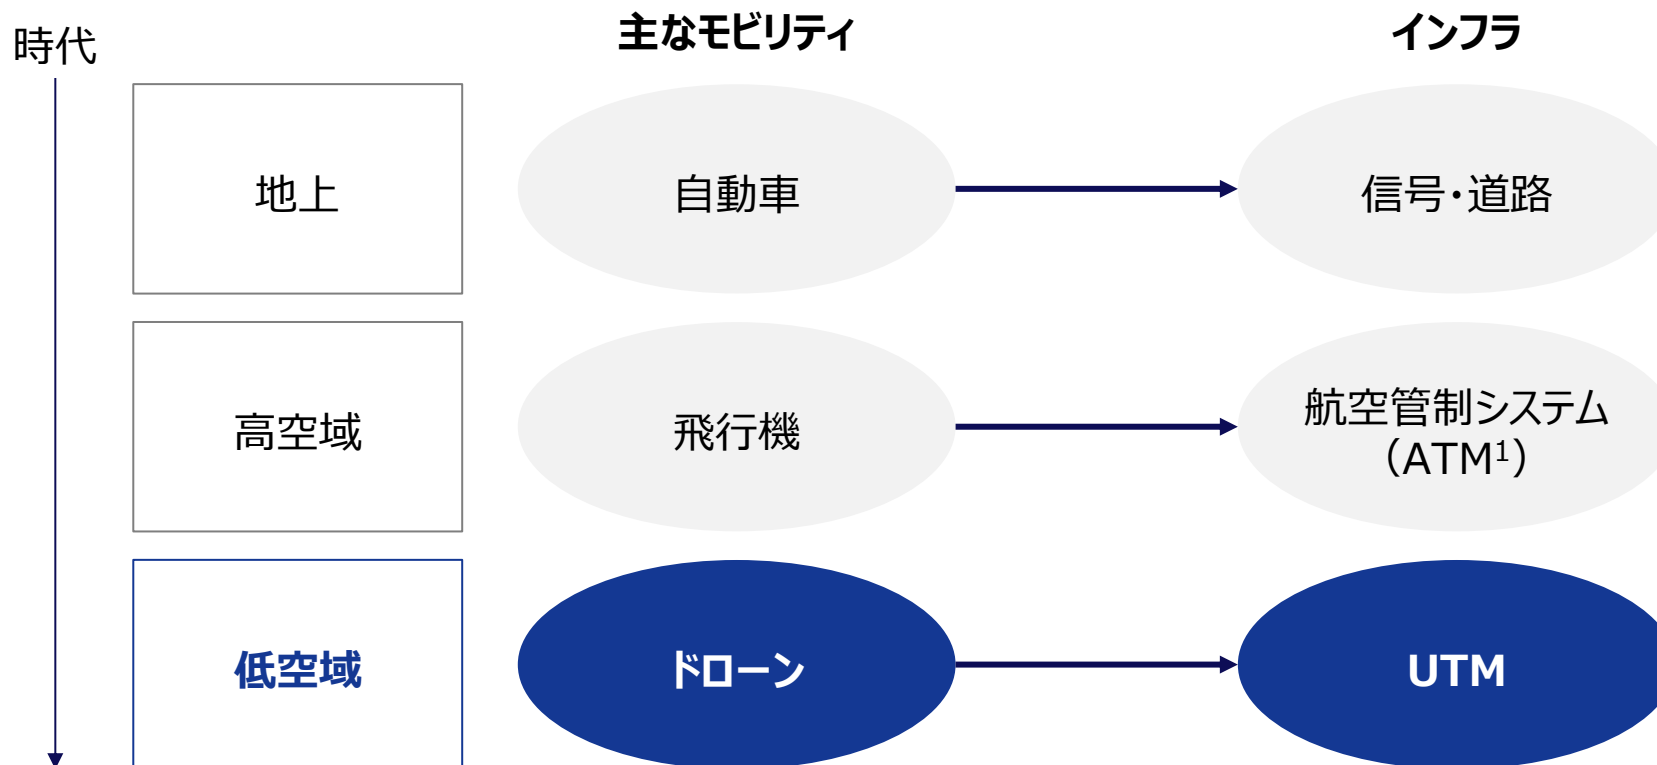 時代
主なモビリティ
インフラ
地上
自動車
信号・道路
高空域
飛行機
航空管制システム
（ATM¹）
低空域
ドローン
UTM